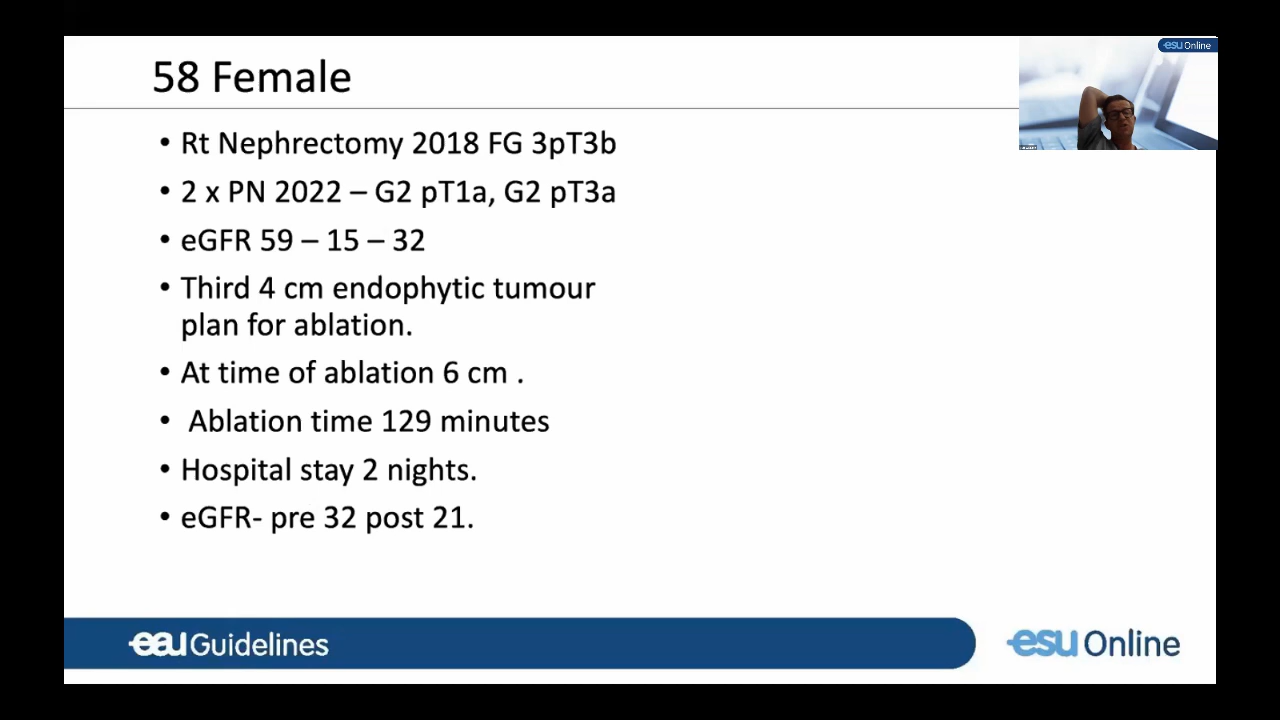 58 Female
esu Online
• Rt Nephrectomy 2018 FG 3pT3b
• 2 x PN 2022 – G2 pT1a, G2 pT3a
• eGFR 59 – 15 – 32
• Third 4 cm endophytic tumour
plan for ablation.
• At time of ablation 6 cm .
• Ablation time 129 minutes
• Hospital stay 2 nights.
• eGFR- pre 32 post 21.
eau Guidelines
esu Online